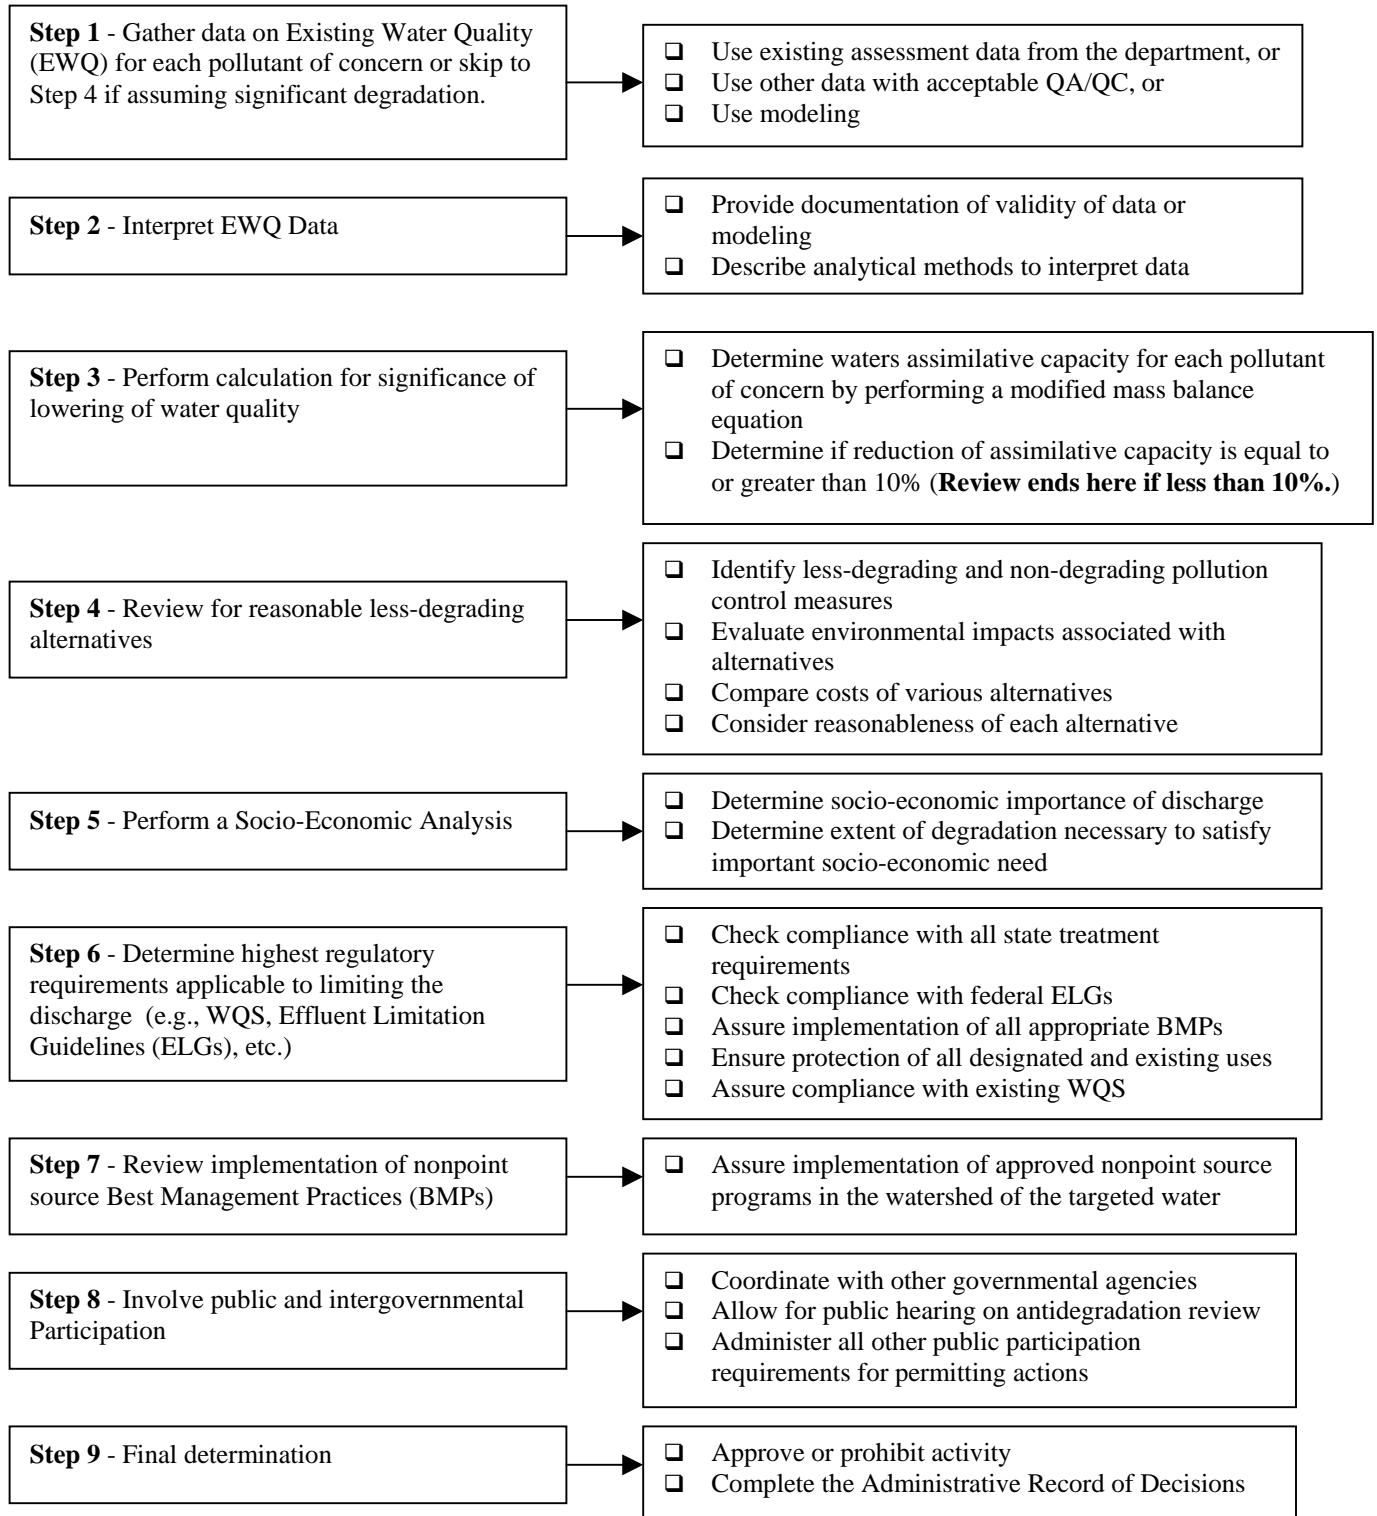 Step 1 - Gather data on Existing Water Quality
(EWQ) for each pollutant of concern or skip to
Step 4 if assuming significant degradation.
❑ Use existing assessment data from the department, or
❑ Use other data with acceptable QA/QC, or
❑ Use modeling
Step 2 - Interpret EWQ Data
❑ Provide documentation of validity of data or
modeling
❑ Describe analytical methods to interpret data
Step 3 - Perform calculation for significance of
lowering of water quality
❑ Determine waters assimilative capacity for each pollutant
of concern by performing a modified mass balance
equation
❑ Determine if reduction of assimilative capacity is equal to
or greater than 10% (Review ends here if less than 10%.)
Step 4 - Review for reasonable less-degrading
alternatives
❑ Identify less-degrading and non-degrading pollution
control measures
❑ Evaluate environmental impacts associated with
alternatives
❑ Compare costs of various alternatives
❑ Consider reasonableness of each alternative
Step 5 - Perform a Socio-Economic Analysis
❑ Determine socio-economic importance of discharge
❑ Determine extent of degradation necessary to satisfy
important socio-economic need
Step 6 - Determine highest regulatory
requirements applicable to limiting the
discharge (e.g., WQS, Effluent Limitation
Guidelines (ELGs), etc.)
❑ Check compliance with all state treatment
requirements
❑ Check compliance with federal ELGs
❑ Assure implementation of all appropriate BMPs
❑ Ensure protection of all designated and existing uses
❑ Assure compliance with existing WQS
Step 7 - Review implementation of nonpoint
source Best Management Practices (BMPs)
❑ Assure implementation of approved nonpoint source
programs in the watershed of the targeted water
Step 8 - Involve public and intergovernmental
Participation
❑ Coordinate with other governmental agencies
❑ Allow for public hearing on antidegradation review
❑ Administer all other public participation
requirements for permitting actions
Step 9 - Final determination
❑ Approve or prohibit activity
❑ Complete the Administrative Record of Decisions